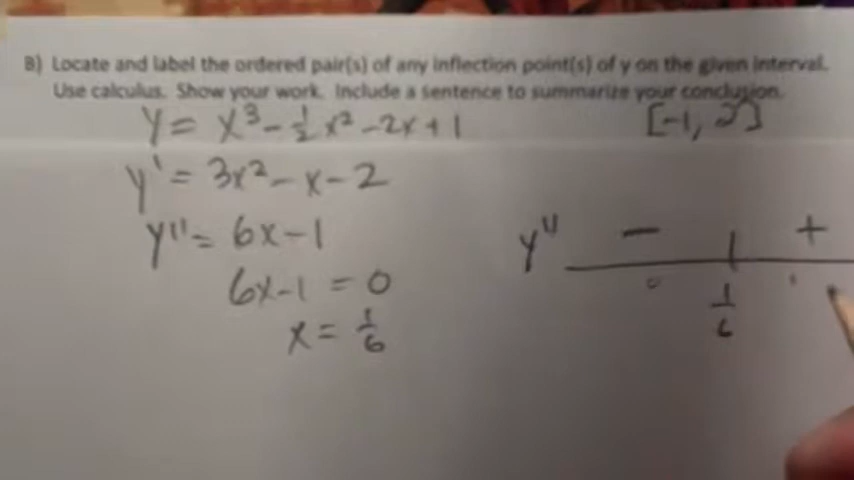 B) Locate and label the ordered pair(s) of any inflection point(s) of y on the given interval.
Use calculus. Show your work. Include a sentence to summarize your conclusion.
y = x³ - ½x² - 2x + 1 [-1, 2]
y' = 3x² - x - 2
y'' = 6x - 1
6x - 1 = 0
x = 1/6
y'' - +
0 1/6 1